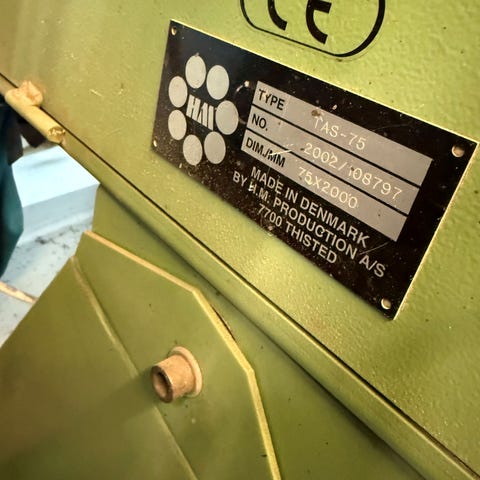 CE
HM
TYPE TAS-75
NO. 2002/108797
DIM/MM 75X2000
MADE IN DENMARK
BY H.M. PRODUCTION A/S
7700 THISTED